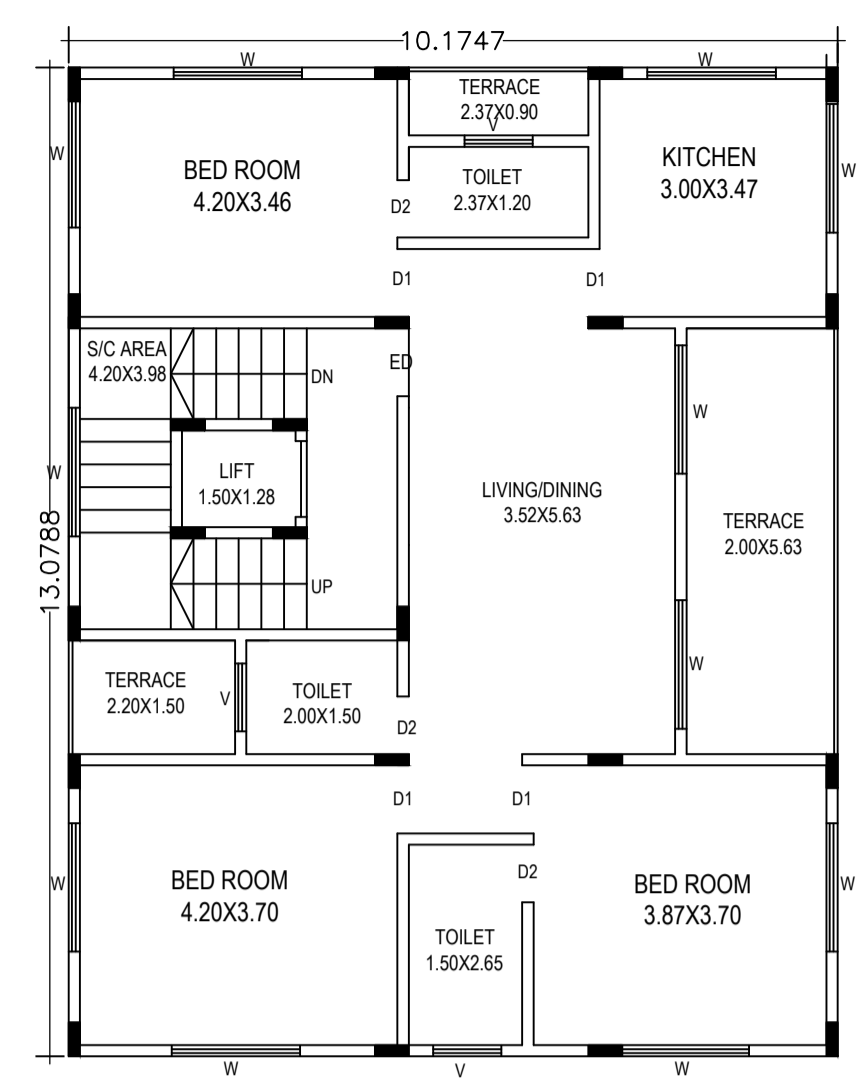 10.1747
W
W
TERRACE
2.37X0.90
V
W
BED ROOM
4.20X3.46
TOILET
2.37X1.20
KITCHEN
3.00X3.47
W
D2
D1
D1
S/C AREA
4.20X3.98
DN
ED
W
W
LIFT
1.50X1.28
LIVING/DINING
3.52X5.63
TERRACE
2.00X5.63
13.0788
UP
W
TERRACE
2.20X1.50
V
TOILET
2.00X1.50
D2
D1
D1
W
BED ROOM
4.20X3.70
D2
BED ROOM
3.87X3.70
W
TOILET
1.50X2.65
W
V
W